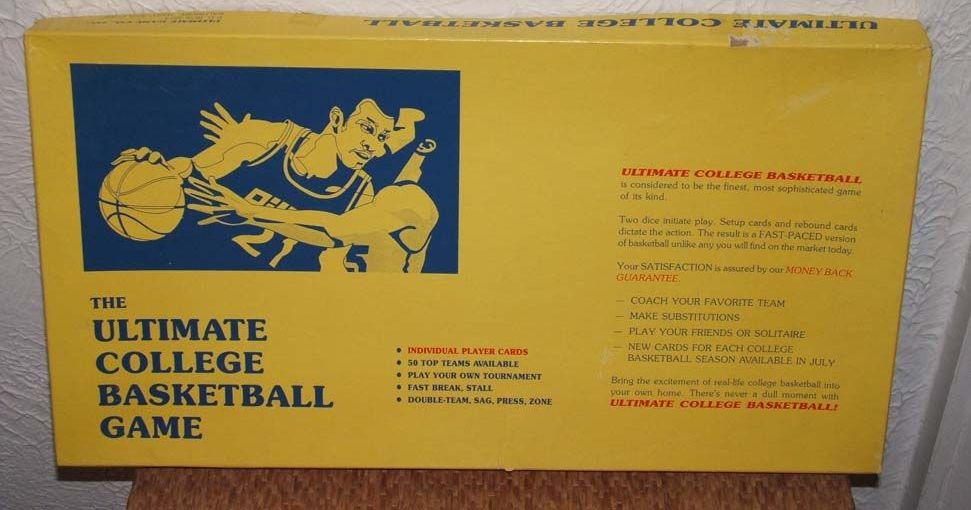 ULTIMATE COLLEGE BASKETBALL
21
5
THE
ULTIMATE
COLLEGE
BASKETBALL
GAME
• INDIVIDUAL PLAYER CARDS
• 50 TOP TEAMS AVAILABLE
• PLAY YOUR OWN TOURNAMENT
• FAST BREAK, STALL
• DOUBLE-TEAM, SAG, PRESS, ZONE
ULTIMATE COLLEGE BASKETBALL
is considered to be the finest, most sophisticated game
of its kind.
Two dice initiate play. Setup cards and rebound cards
dictate the action. The result is a FAST-PACED version
of basketball unlike any you will find on the market today.
Your SATISFACTION is assured by our MONEY BACK
GUARANTEE.
— COACH YOUR FAVORITE TEAM
— MAKE SUBSTITUTIONS
— PLAY YOUR FRIENDS OR SOLITAIRE
— NEW CARDS FOR EACH COLLEGE
BASKETBALL SEASON AVAILABLE IN JULY
Bring the excitement of real-life college basketball into
your own home. There's never a dull moment with
ULTIMATE COLLEGE BASKETBALL!